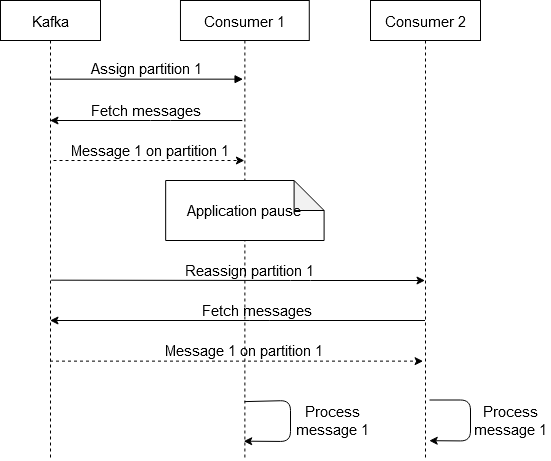 Kafka
Consumer 1
Consumer 2
Assign partition 1
Fetch messages
Message 1 on partition 1
Application pause
Reassign partition 1
Fetch messages
Message 1 on partition 1
Process
message 1
Process
message 1